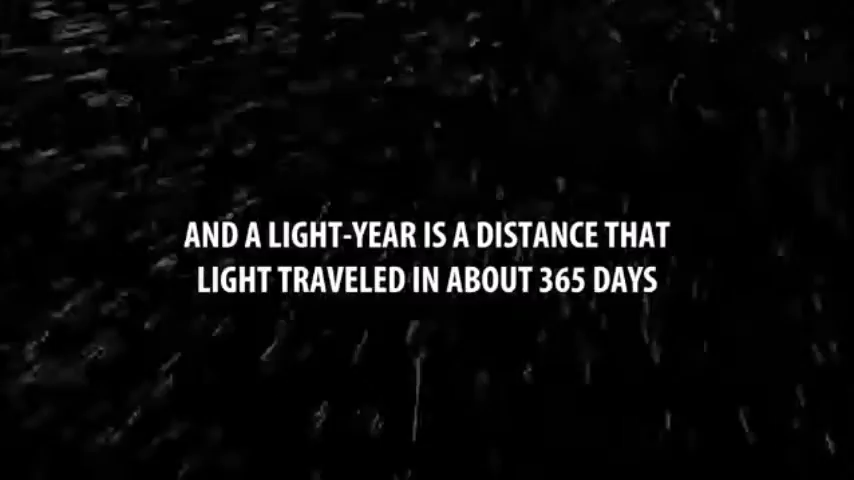 AND A LIGHT-YEAR IS A DISTANCE THAT
LIGHT TRAVELED IN ABOUT 365 DAYS